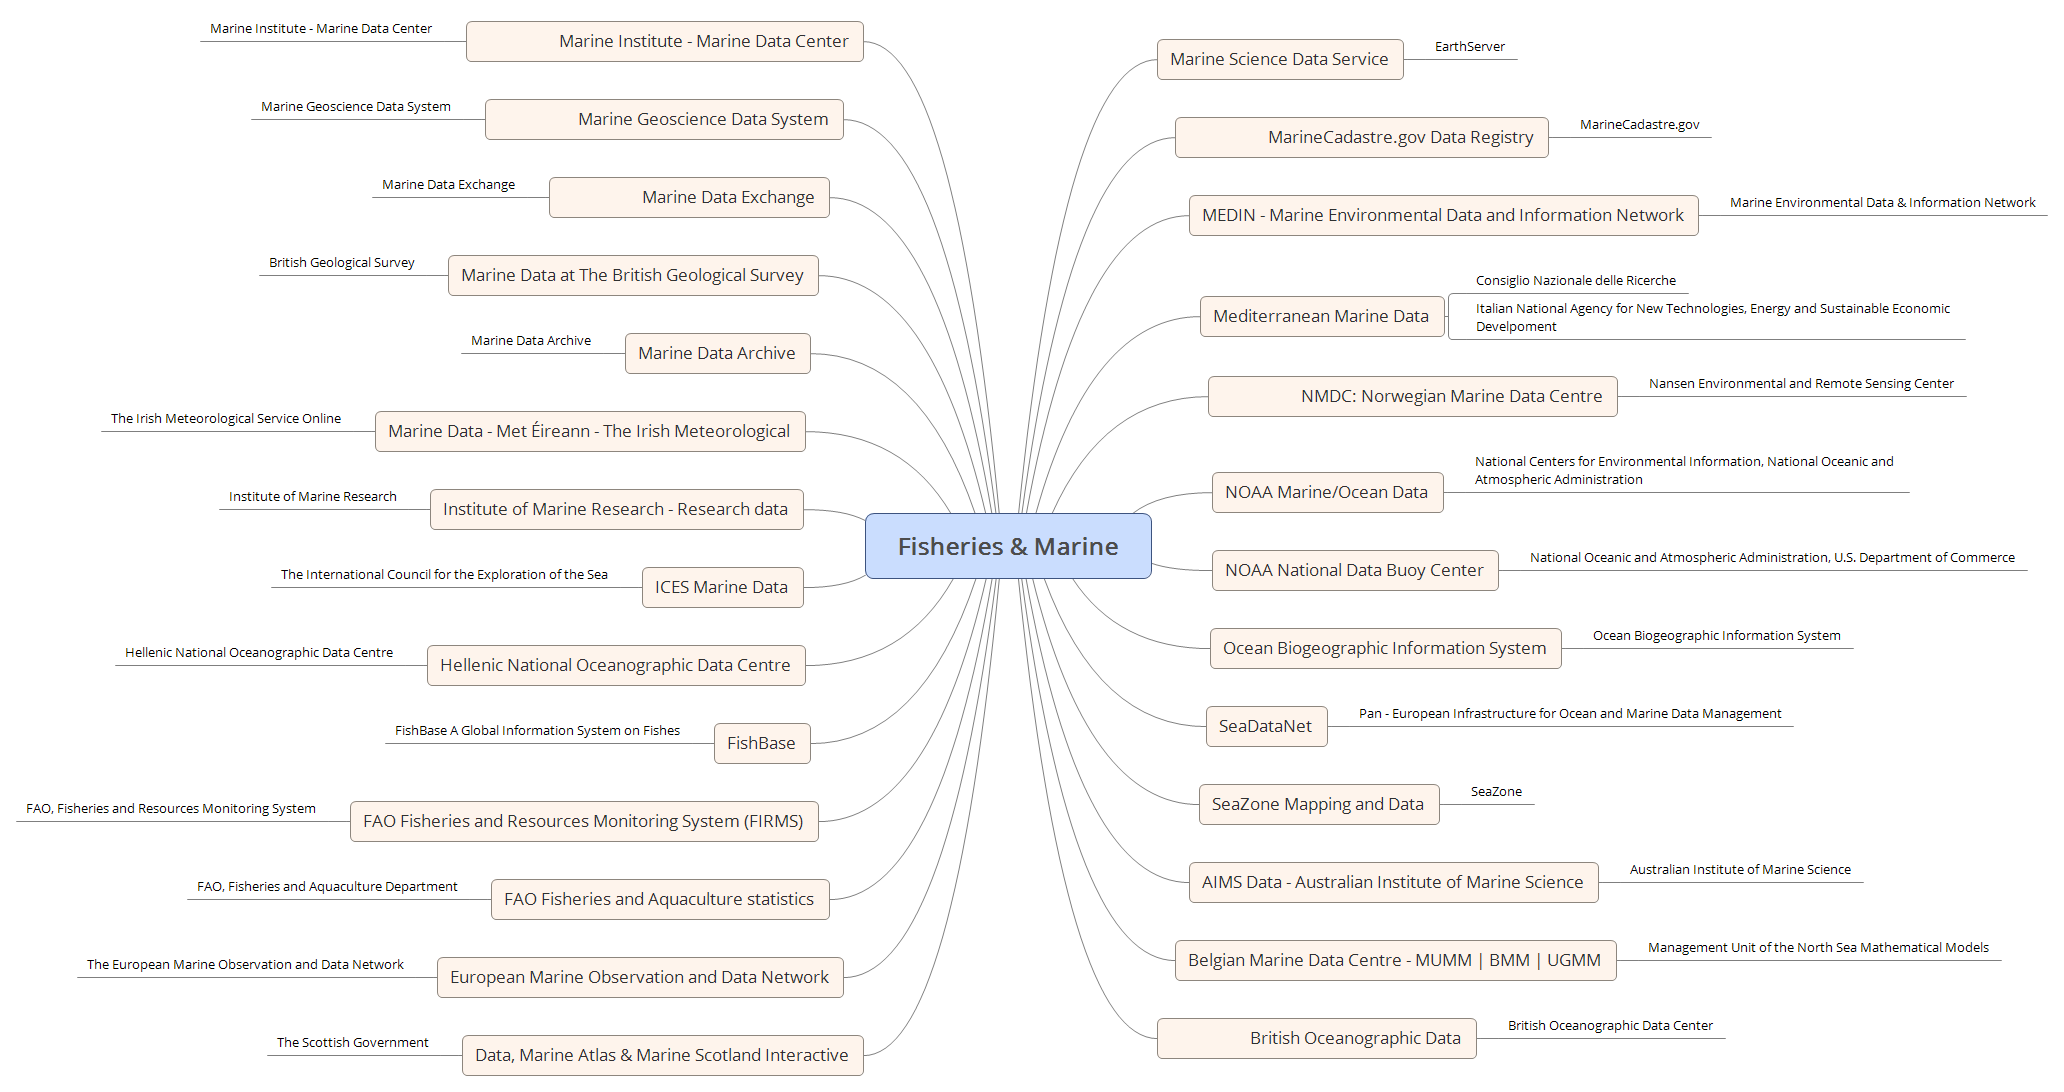 Fisheries & Marine
Marine Science Data Service
EarthServer
MarineCadastre.gov Data Registry
MarineCadastre.gov
MEDIN - Marine Environmental Data and Information Network
Marine Environmental Data & Information Network
Mediterranean Marine Data
Consiglio Nazionale delle Ricerche
Italian National Agency for New Technologies, Energy and Sustainable Economic
Develpoment
NMDC: Norwegian Marine Data Centre
Nansen Environmental and Remote Sensing Center
NOAA Marine/Ocean Data
National Centers for Environmental Information, National Oceanic and
Atmospheric Administration
NOAA National Data Buoy Center
National Oceanic and Atmospheric Administration, U.S. Department of Commerce
Ocean Biogeographic Information System
Ocean Biogeographic Information System
SeaDataNet
Pan - European Infrastructure for Ocean and Marine Data Management
SeaZone Mapping and Data
SeaZone
AIMS Data - Australian Institute of Marine Science
Australian Institute of Marine Science
Belgian Marine Data Centre - MUMM | BMM | UGMM
Management Unit of the North Sea Mathematical Models
British Oceanographic Data
British Oceanographic Data Center
Marine Institute - Marine Data Center
Marine Institute - Marine Data Center
Marine Geoscience Data System
Marine Geoscience Data System
Marine Data Exchange
Marine Data Exchange
British Geological Survey
Marine Data at The British Geological Survey
Marine Data Archive
Marine Data Archive
The Irish Meteorological Service Online
Marine Data - Met Éireann - The Irish Meteorological
Institute of Marine Research
Institute of Marine Research - Research data
The International Council for the Exploration of the Sea
ICES Marine Data
Hellenic National Oceanographic Data Centre
Hellenic National Oceanographic Data Centre
FishBase A Global Information System on Fishes
FishBase
FAO, Fisheries and Resources Monitoring System
FAO Fisheries and Resources Monitoring System (FIRMS)
FAO, Fisheries and Aquaculture Department
FAO Fisheries and Aquaculture statistics
The European Marine Observation and Data Network
European Marine Observation and Data Network
The Scottish Government
Data, Marine Atlas & Marine Scotland Interactive